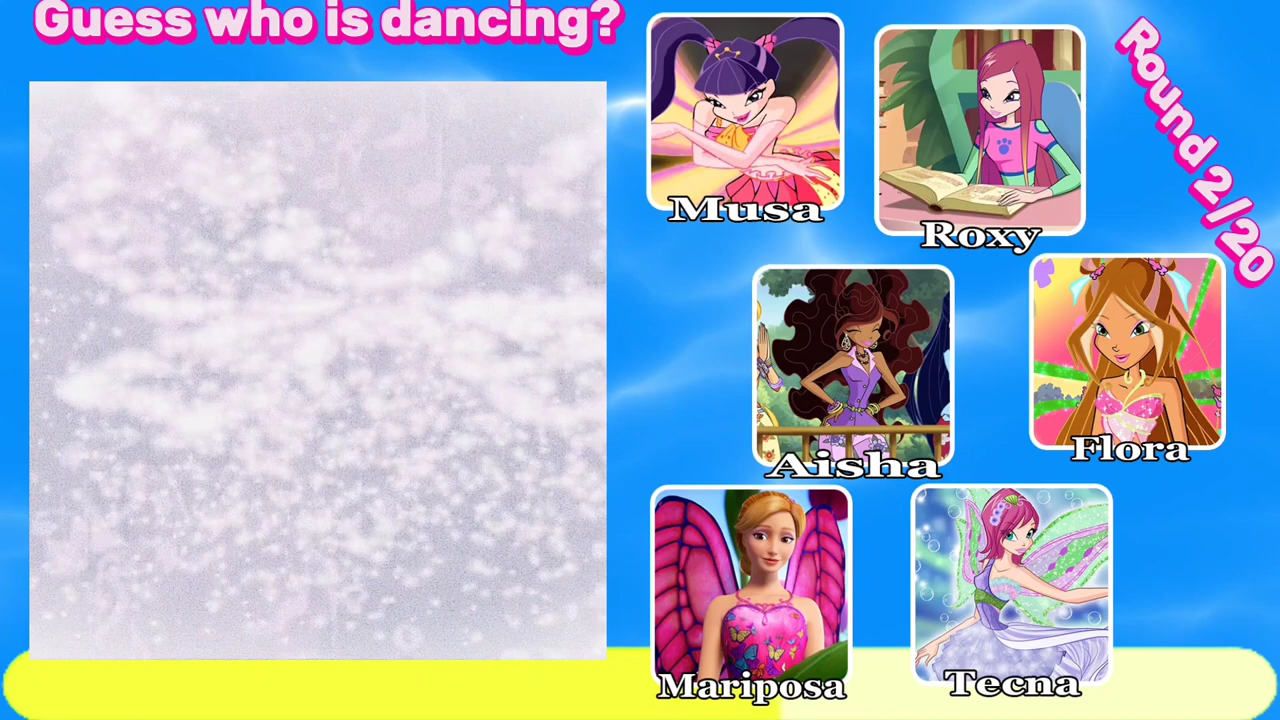 Guess who is dancing?
Round 2/20
Musa
Roxy
Aisha
Flora
Mariposa
Tecna